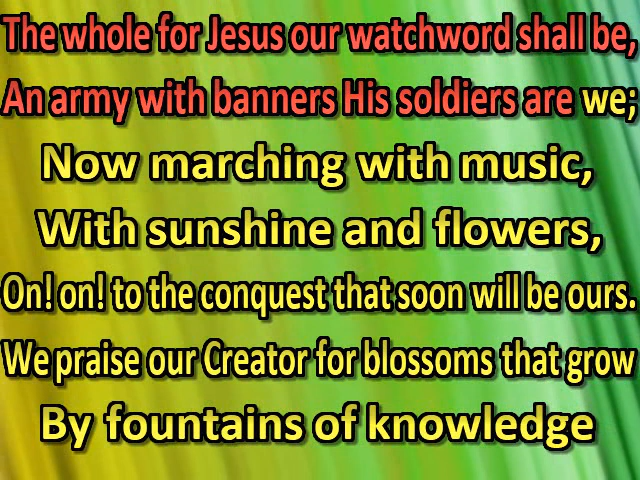 The whole for Jesus our watchword shall be,
An army with banners His soldiers are we;
Now marching with music,
With sunshine and flowers,
On! on! to the conquest that soon will be ours.
We praise our Creator for blossoms that grow
By fountains of knowledge